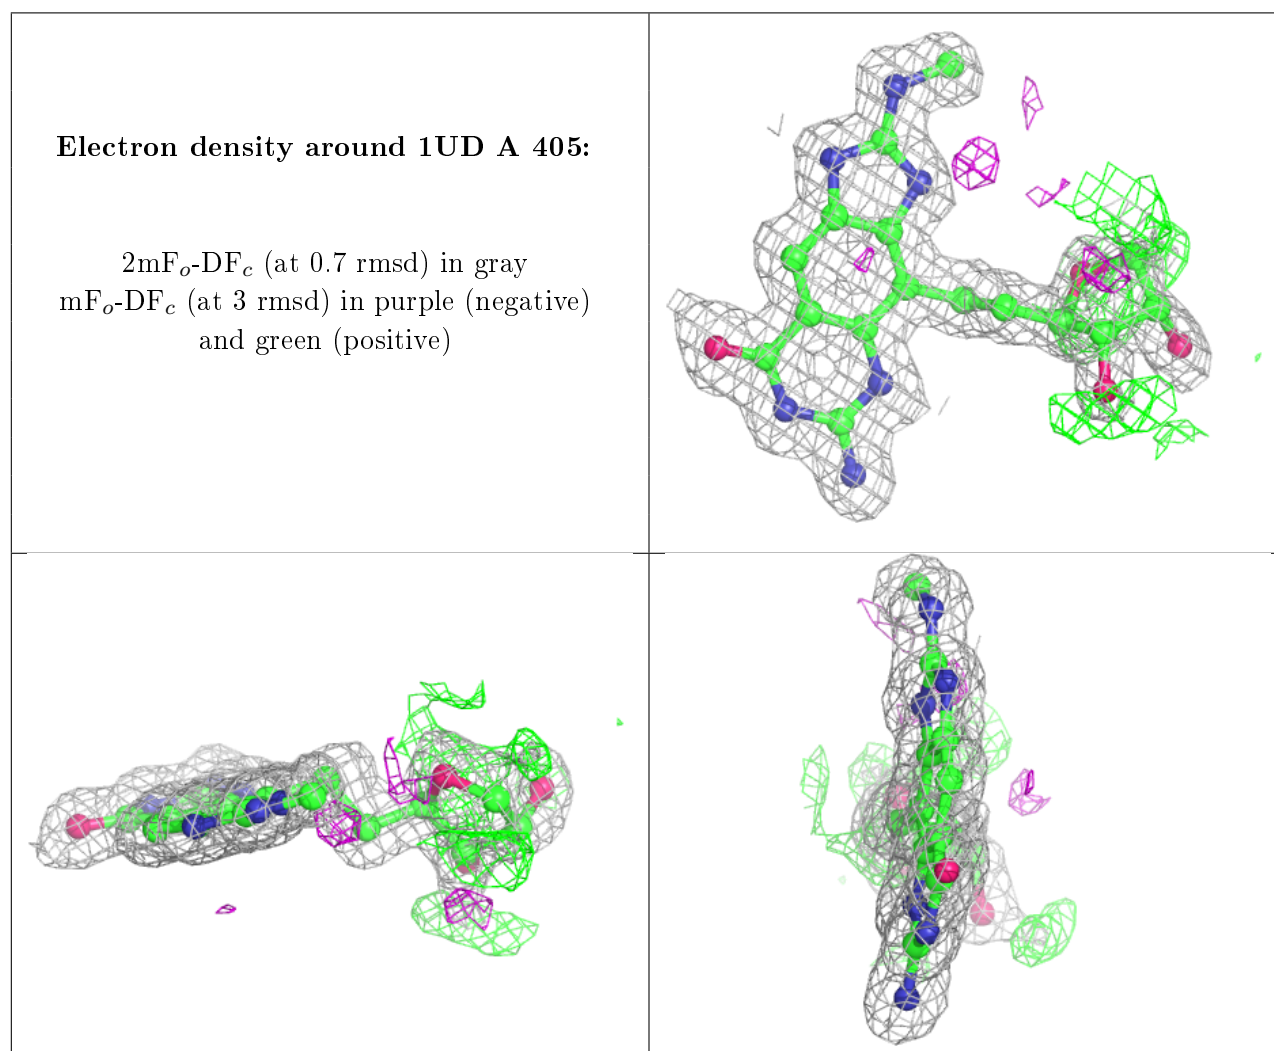 Electron density around 1UD A 405:
2mFo-DFc (at 0.7 rmsd) in gray
mFo-DFc (at 3 rmsd) in purple (negative)
and green (positive)